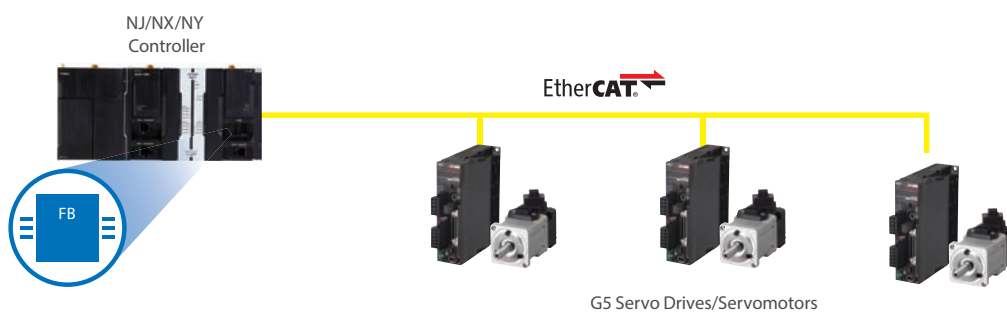 NJ/NX/NY
Controller
EtherCAT®
FB
G5 Servo Drives/Servomotors